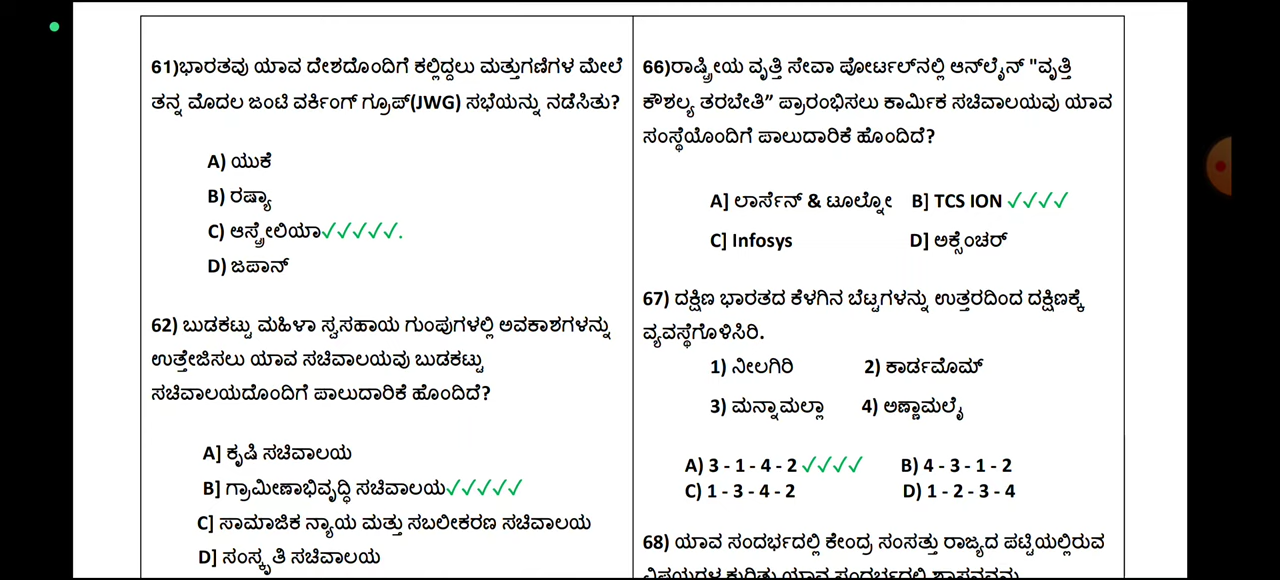 61)ಭಾರತವು ಯಾವ ದೇಶದೊಂದಿಗೆ ಕಲ್ಲಿದ್ದಲು ಮತ್ತುಗಣಿಗಳ ಮೇಲೆ
ತನ್ನ ಮೊದಲ ಜಂಟಿ ವರ್ಕಿಂಗ್ ಗ್ರೂಪ್(JWG) ಸಭೆಯನ್ನು ನಡೆಸಿತು?
A) ಯುಕೆ
B) ರಷ್ಯಾ
C) ಆಸ್ಟ್ರೇಲಿಯಾ✓✓✓✓✓.
D) ಜಪಾನ್
62) ಬುಡಕಟ್ಟು ಮಹಿಳಾ ಸ್ವಸಹಾಯ ಗುಂಪುಗಳಲ್ಲಿ ಅವಕಾಶಗಳನ್ನು
ಉತ್ತೇಜಿಸಲು ಯಾವ ಸಚಿವಾಲಯವು ಬುಡಕಟ್ಟು
ಸಚಿವಾಲಯದೊಂದಿಗೆ ಪಾಲುದಾರಿಕೆ ಹೊಂದಿದೆ?
A] ಕೃಷಿ ಸಚಿವಾಲಯ
B] ಗ್ರಾಮೀಣಾಭಿವೃದ್ಧಿ ಸಚಿವಾಲಯ✓✓✓✓✓
C] ಸಾಮಾಜಿಕ ನ್ಯಾಯ ಮತ್ತು ಸಬಲೀಕರಣ ಸಚಿವಾಲಯ
D] ಸಂಸ್ಕೃತಿ ಸಚಿವಾಲಯ
66)ರಾಷ್ಟ್ರೀಯ ವೃತ್ತಿ ಸೇವಾ ಪೋರ್ಟಲ್‌ನಲ್ಲಿ ಆನ್‌ಲೈನ್ "ವೃತ್ತಿ
ಕೌಶಲ್ಯ ತರಬೇತಿ” ಪ್ರಾರಂಭಿಸಲು ಕಾರ್ಮಿಕ ಸಚಿವಾಲಯವು ಯಾವ
ಸಂಸ್ಥೆಯೊಂದಿಗೆ ಪಾಲುದಾರಿಕೆ ಹೊಂದಿದೆ?
A] ಲಾರ್ಸೆನ್ & ಟೂಲ್ನೋ B] TCS ION ✓✓✓✓
C] Infosys D] ಅಕ್ಸೆಂಚರ್
67) ದಕ್ಷಿಣ ಭಾರತದ ಕೆಳಗಿನ ಬೆಟ್ಟಗಳನ್ನು ಉತ್ತರದಿಂದ ದಕ್ಷಿಣಕ್ಕೆ
ವ್ಯವಸ್ಥೆಗೊಳಿಸಿರಿ.
1) ನೀಲಗಿರಿ 2) ಕಾರ್ಡಮೊಮ್
3) ಮನ್ನಾಮಲ್ಲಾ 4) ಅಣ್ಣಾಮಲೈ
A) 3 - 1 - 4 - 2 ✓✓✓✓ B) 4 - 3 - 1 - 2
C) 1 - 3 - 4 - 2 D) 1 - 2 - 3 - 4
68) ಯಾವ ಸಂದರ್ಭದಲ್ಲಿ ಕೇಂದ್ರ ಸಂಸತ್ತು ರಾಜ್ಯದ ಪಟ್ಟಿಯಲ್ಲಿರುವ